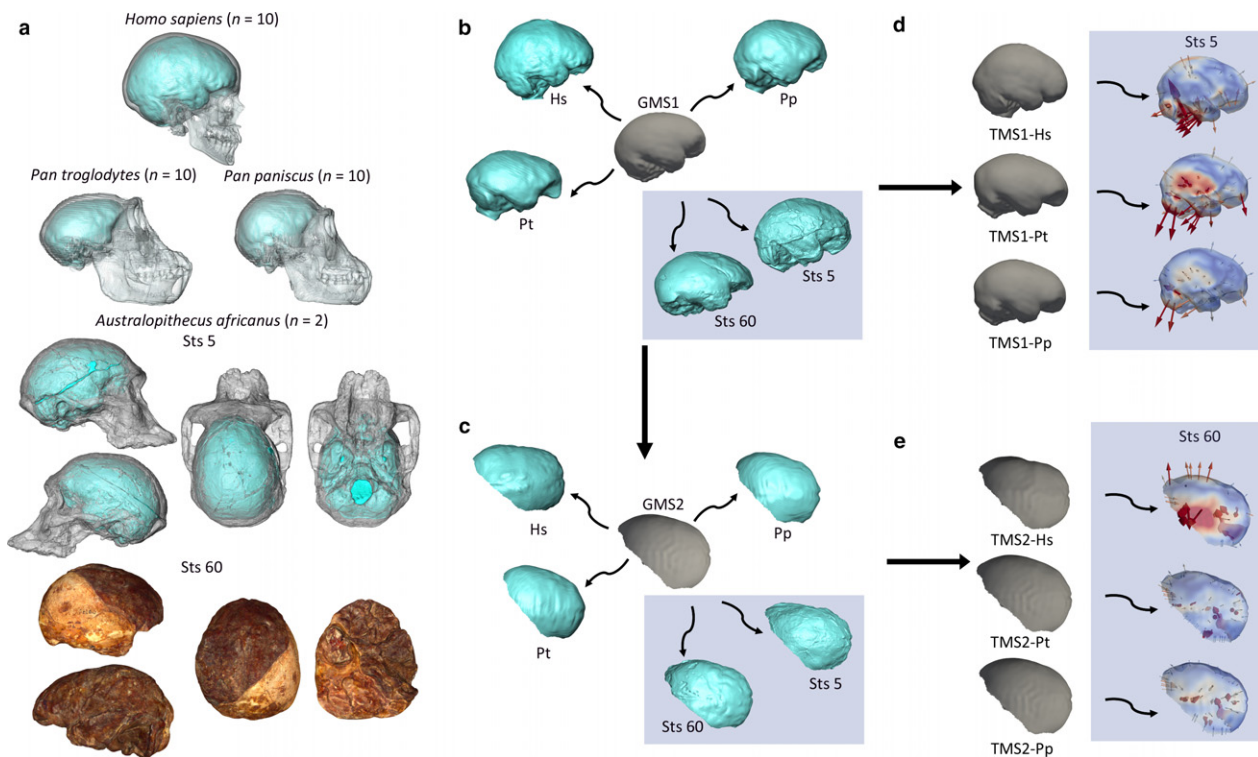 a
Homo sapiens (n = 10)
Pan troglodytes (n = 10)
Pan paniscus (n = 10)
Australopithecus africanus (n = 2)
Sts 5
Sts 60
b
Hs
GMS1
Pp
Pt
Sts 5
Sts 60
c
Hs
GMS2
Pp
Pt
Sts 5
Sts 60
d
Sts 5
TMS1-Hs
TMS1-Pt
TMS1-Pp
e
Sts 60
TMS2-Hs
TMS2-Pt
TMS2-Pp